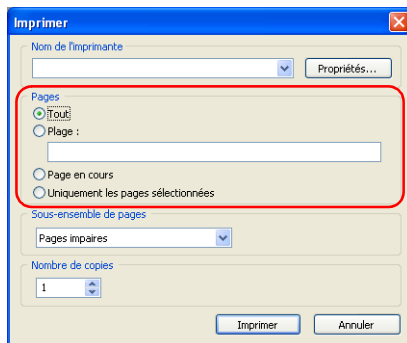 Imprimer
Nom de l'imprimante
Propriétés...
Pages
Tout
Plage :
Page en cours
Uniquement les pages sélectionnées
Sous-ensemble de pages
Pages impaires
Nombre de copies
1
Imprimer Annuler